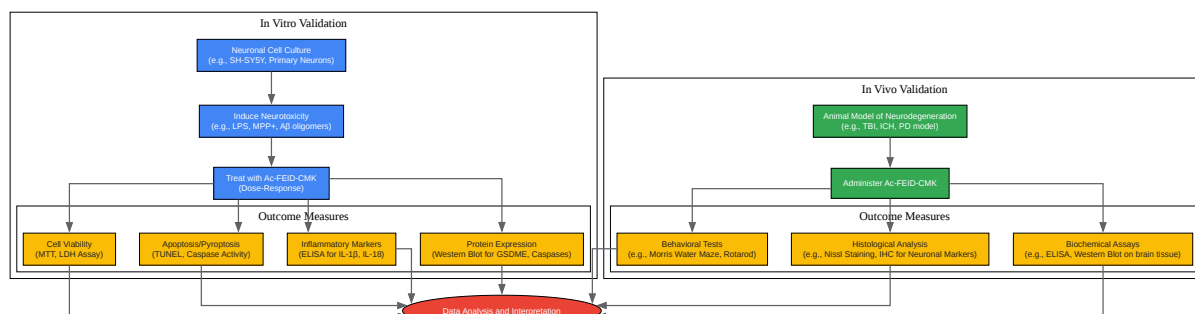 In Vitro Validation
Neuronal Cell Culture
(e.g., SH-SY5Y, Primary Neurons)
Induce Neurotoxicity
(e.g., LPS, MPP+, Aβ oligomers)
Treat with Ac-FEID-CMK
(Dose-Response)
Outcome Measures
Cell Viability
(MTT, LDH Assay)
Apoptosis/Pyroptosis
(TUNEL, Caspase Activity)
Inflammatory Markers
(ELISA for IL-1β, IL-18)
Protein Expression
(Western Blot for GSDME, Caspases)
In Vivo Validation
Animal Model of Neurodegeneration
(e.g., TBI, ICH, PD model)
Administer Ac-FEID-CMK
Outcome Measures
Behavioral Tests
(e.g., Morris Water Maze, Rotarod)
Histological Analysis
(e.g., Nissl Staining, IHC for Neuronal Markers)
Biochemical Assays
(e.g., ELISA, Western Blot on brain tissue)
Data Analysis and Interpretation